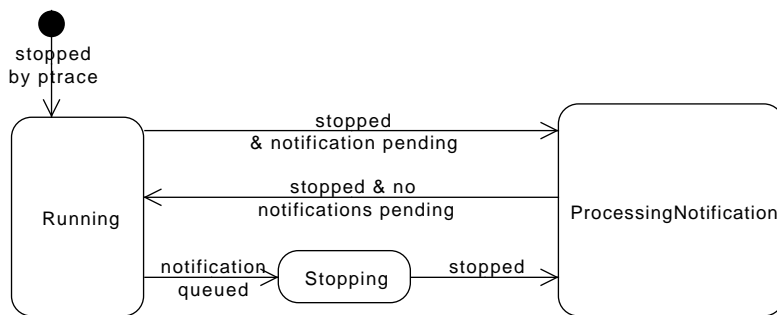 stopped
by ptrace
stopped
& notification pending
stopped & no
notifications pending
Running
ProcessingNotification
notification
queued
Stopping
stopped